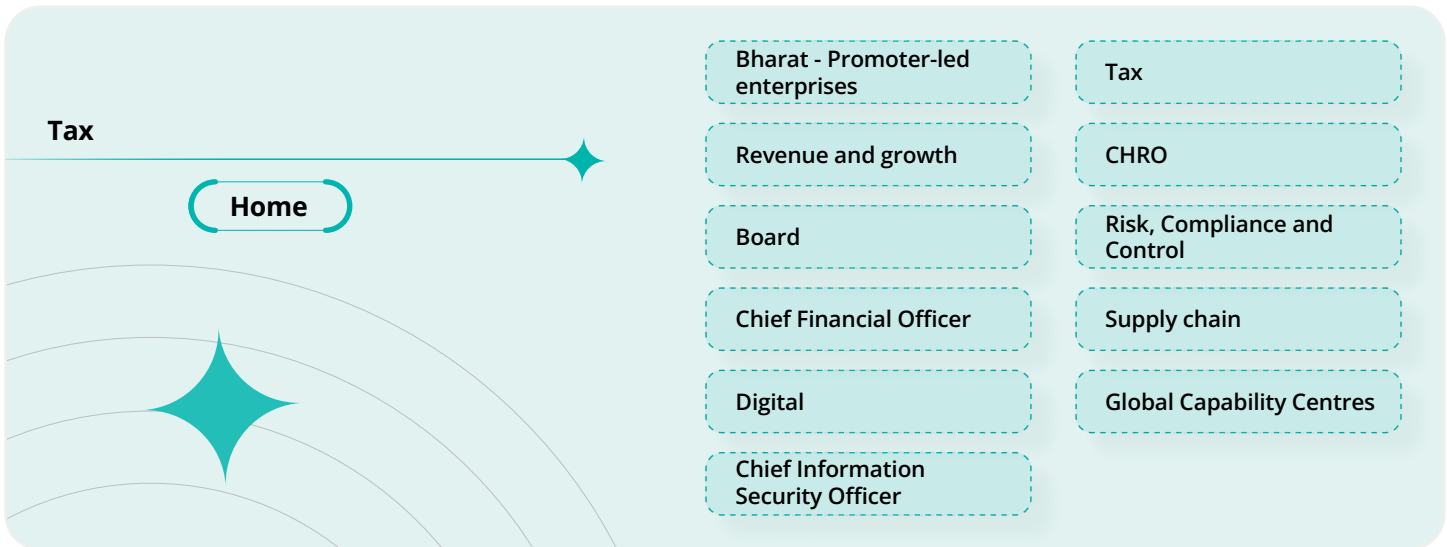 Tax
Home
Bharat - Promoter-led
enterprises
Revenue and growth
Board
Chief Financial Officer
Digital
Chief Information
Security Officer
Tax
CHRO
Risk, Compliance and
Control
Supply chain
Global Capability Centres